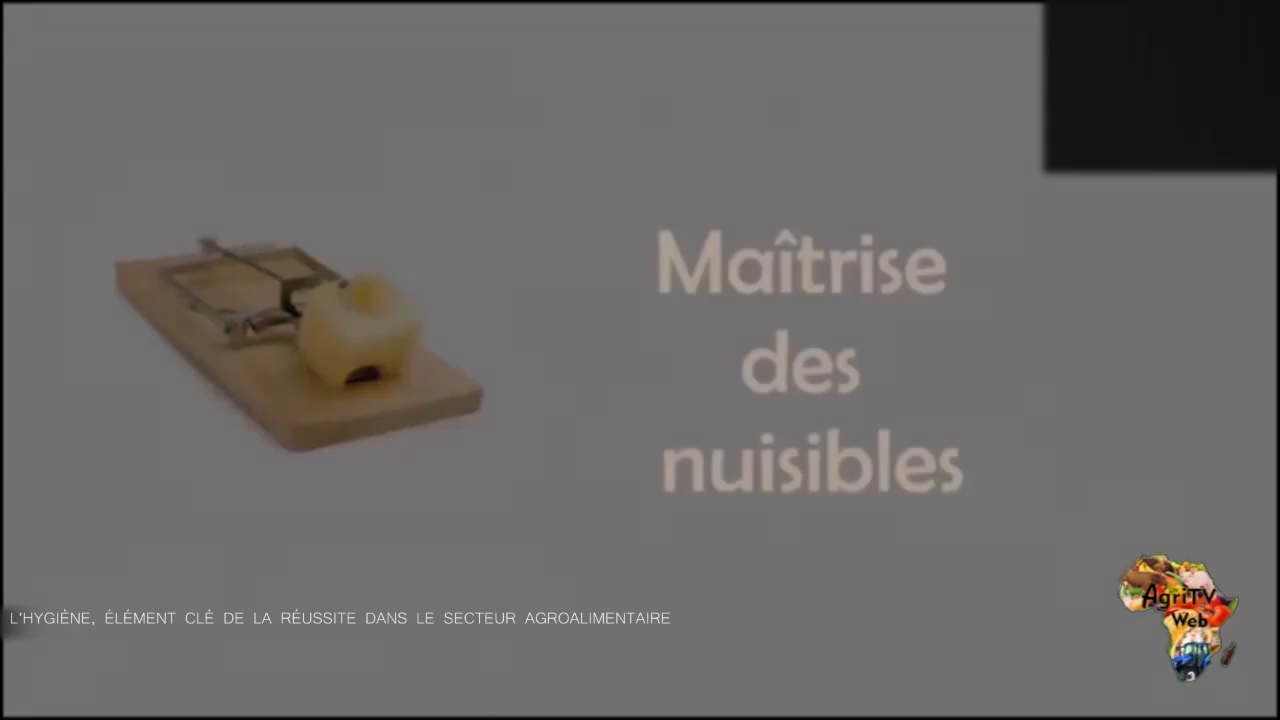 Maîtrise
des
nuisibles
L'HYGIÈNE, ÉLÉMENT CLÉ DE LA RÉUSSITE DANS LE SECTEUR AGROALIMENTAIRE
AgriTV
Web